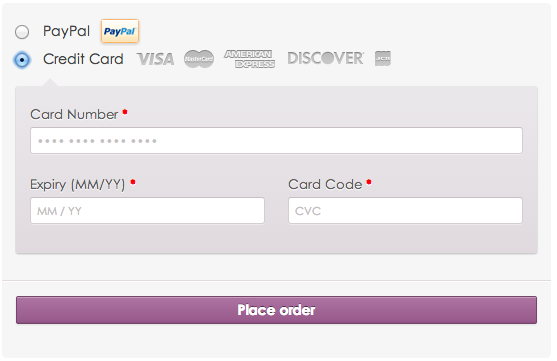 PayPal PayPal
Credit Card VISA MasterCard AMERICAN EXPRESS DISCOVER
Card Number *
•••• •••• •••• ••••
Expiry (MM/YY) * Card Code *
MM / YY CVC
Place order